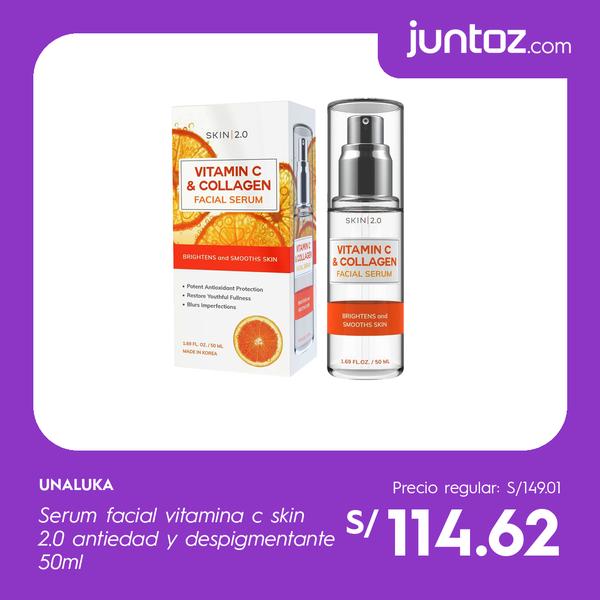 juntoz.com
SKIN|2.0
VITAMIN C
& COLLAGEN
FACIAL SERUM
BRIGHTENS and SMOOTHS SKIN
• Potent Antioxidant Protection
• Restore Youthful Fullness
• Blurs Imperfections
1.69 FL. OZ. / 50 ML
MADE IN KOREA
SKIN|2.0
VITAMIN C
& COLLAGEN
FACIAL SERUM
BRIGHTENS and
SMOOTHS SKIN
1.69 FL.OZ. / 50 ML
UNALUKA
Serum facial vitamina c skin
2.0 antiedad y despigmentante
50ml
Precio regular: S/149.01
S/114.62